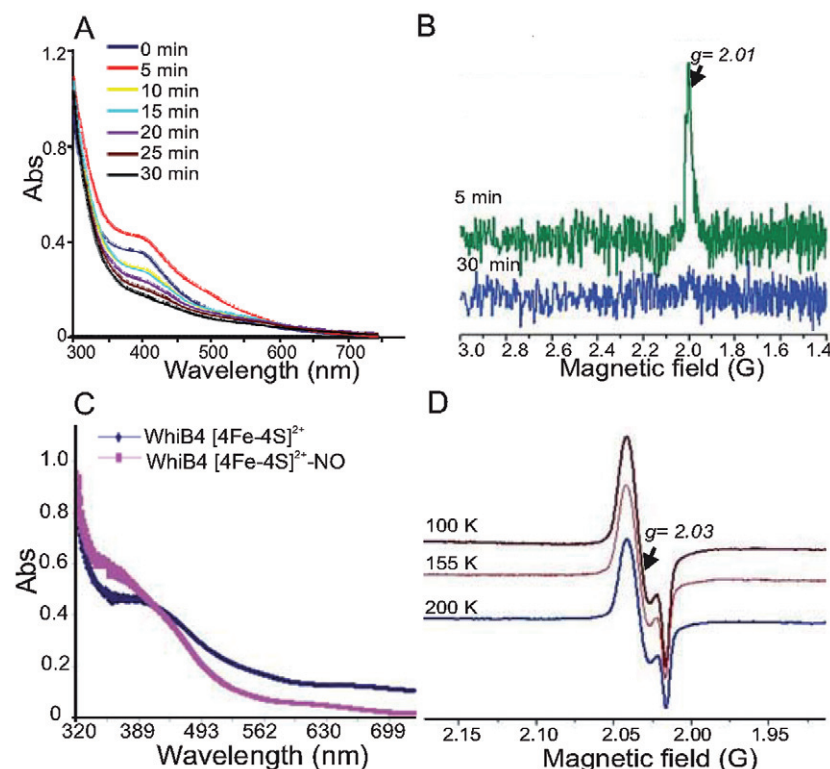 A
0 min
5 min
10 min
15 min
20 min
25 min
30 min
1.2
0.8
0.4
0
Abs
300 400 500 600 700
Wavelength (nm)
B
g= 2.01
5 min
30 min
3.0 2.8 2.6 2.4 2.2 2.0 1.8 1.6 1.4
Magnetic field (G)
C
WhiB4 [4Fe-4S]²⁺
WhiB4 [4Fe-4S]²⁺-NO
1.0
0.8
0.6
0.4
0.2
0
Abs
320 389 493 562 630 699
Wavelength (nm)
D
100 K
g= 2.03
155 K
200 K
2.15 2.10 2.05 2.00 1.95
Magnetic field (G)